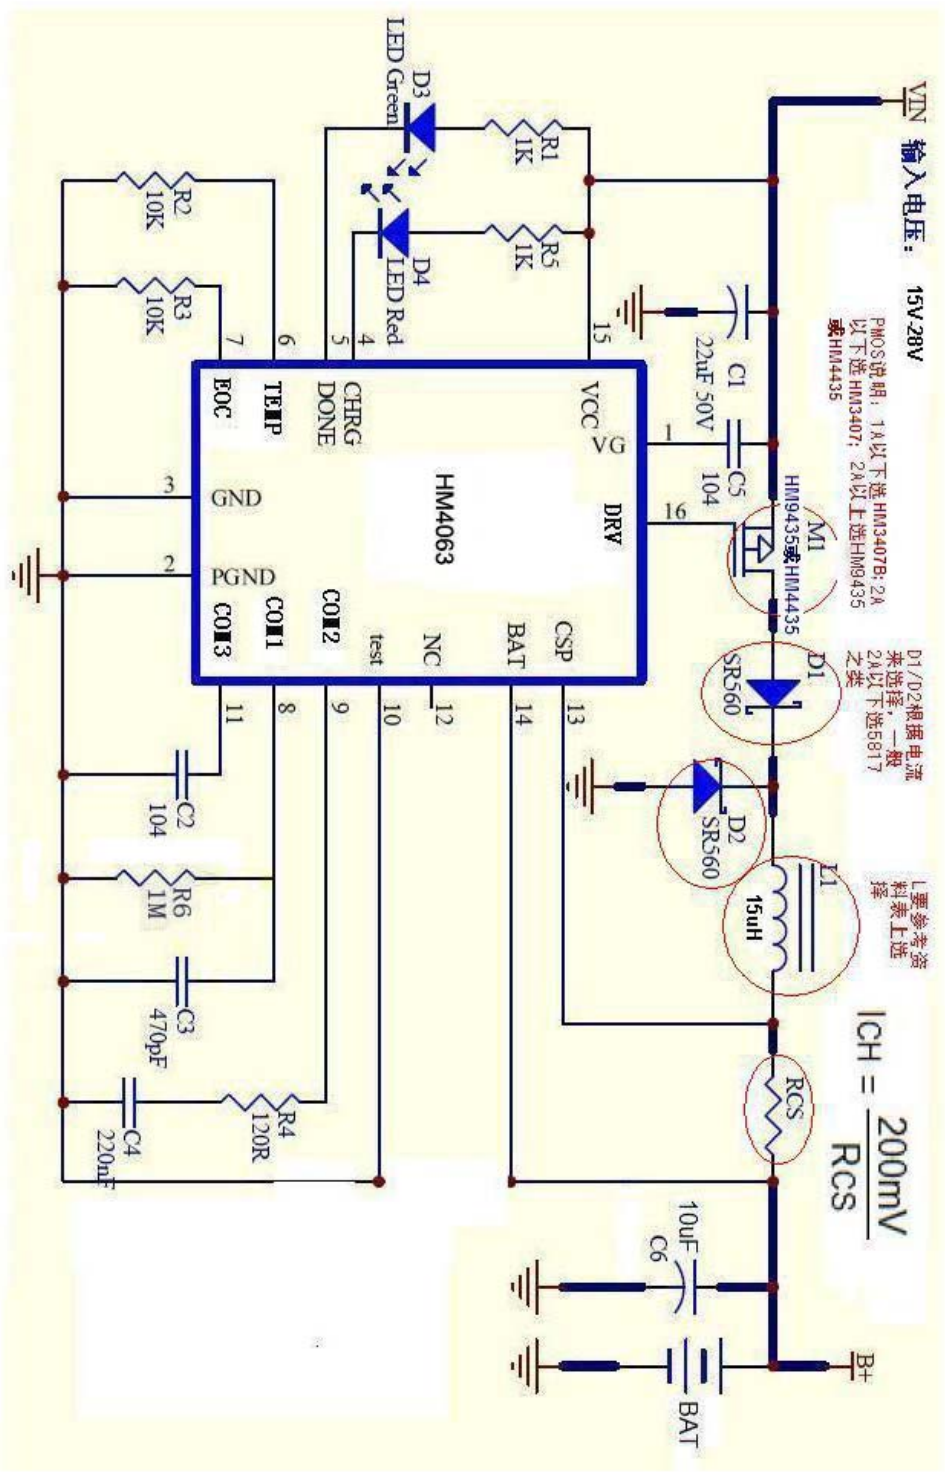 VIN
输入电压: 15V-28V
PMOS说明: 1A以下选HM3407B;2A
以下选HM3407; 2A以上选HM9435
或HM4435
M1
HM9435或HM4435
D1/D2根据电流
来选择,一般
2A以下选5817
之类
D1
SR560
D2
SR560
L要参考资
料表上选
择
L1
15uH
ICH = 200mV
RCS
RCS
B+
D3
LED Green
R1
1K
D4
LED Red
R5
1K
C1
22uF 50V
C5
104
R2
10K
R3
10K
7
6
5
4
15
EOC
TEMP
DONE
CHRG
VCC
VG
1
DRV
16
HM4063
GND
3
PGND
2
COM3
COM1
COM2
test
NC
BAT
CSP
11
8
9
10
12
14
13
C2
104
R6
1M
C3
470pF
R4
120R
C4
220nF
10uF
C6
BAT